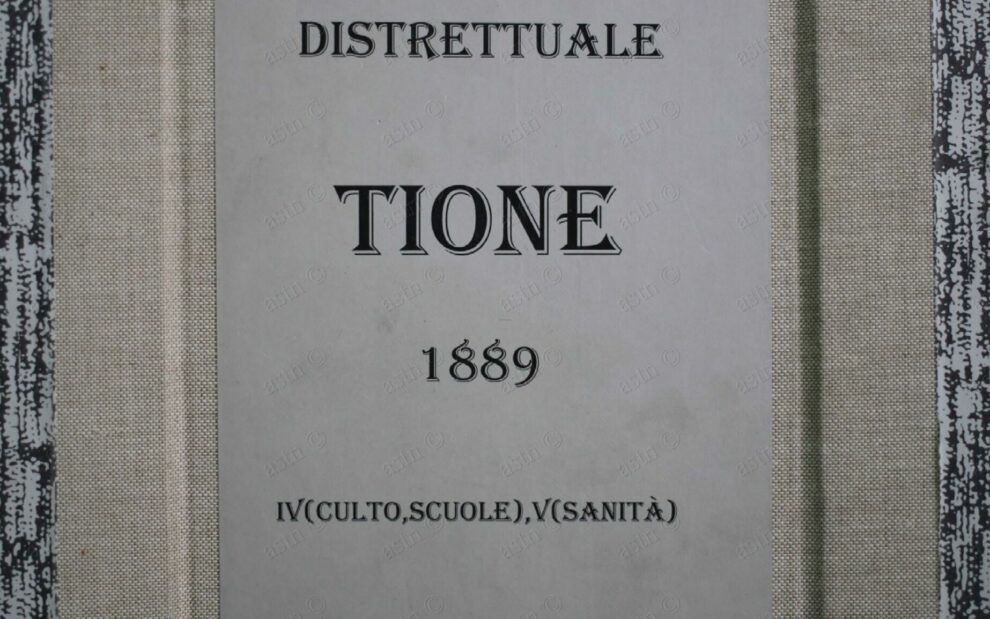 DISTRETTUALE
TIONE
1889
IV(CULTO,SCUOLE),V(SANITÀ)